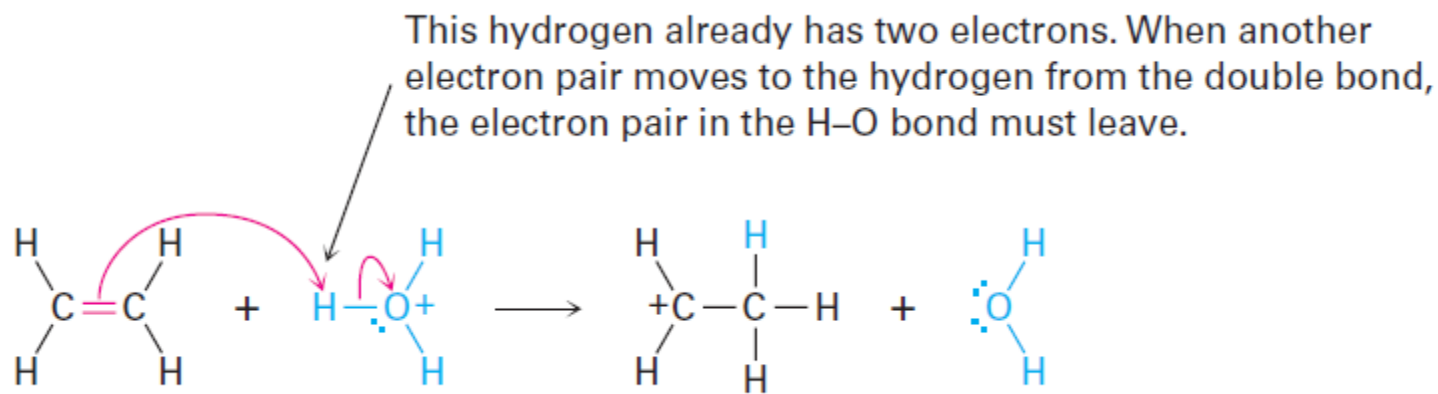 This hydrogen already has two electrons. When another
electron pair moves to the hydrogen from the double bond,
the electron pair in the H–O bond must leave.
H H H H H H
C=C + H–O+ ⟶ +C–C–H + O
H H H H H H